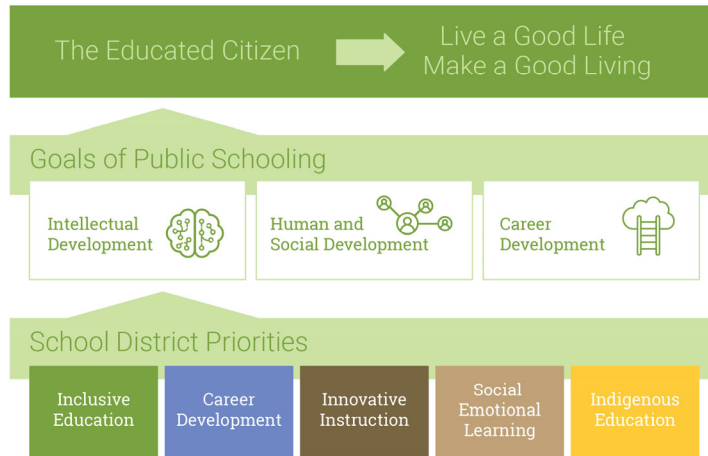 The Educated Citizen
Live a Good Life
Make a Good Living
Goals of Public Schooling
Intellectual
Development
Human and
Social Development
Career
Development
School District Priorities
Inclusive
Education
Career
Development
Innovative
Instruction
Social
Emotional
Learning
Indigenous
Education